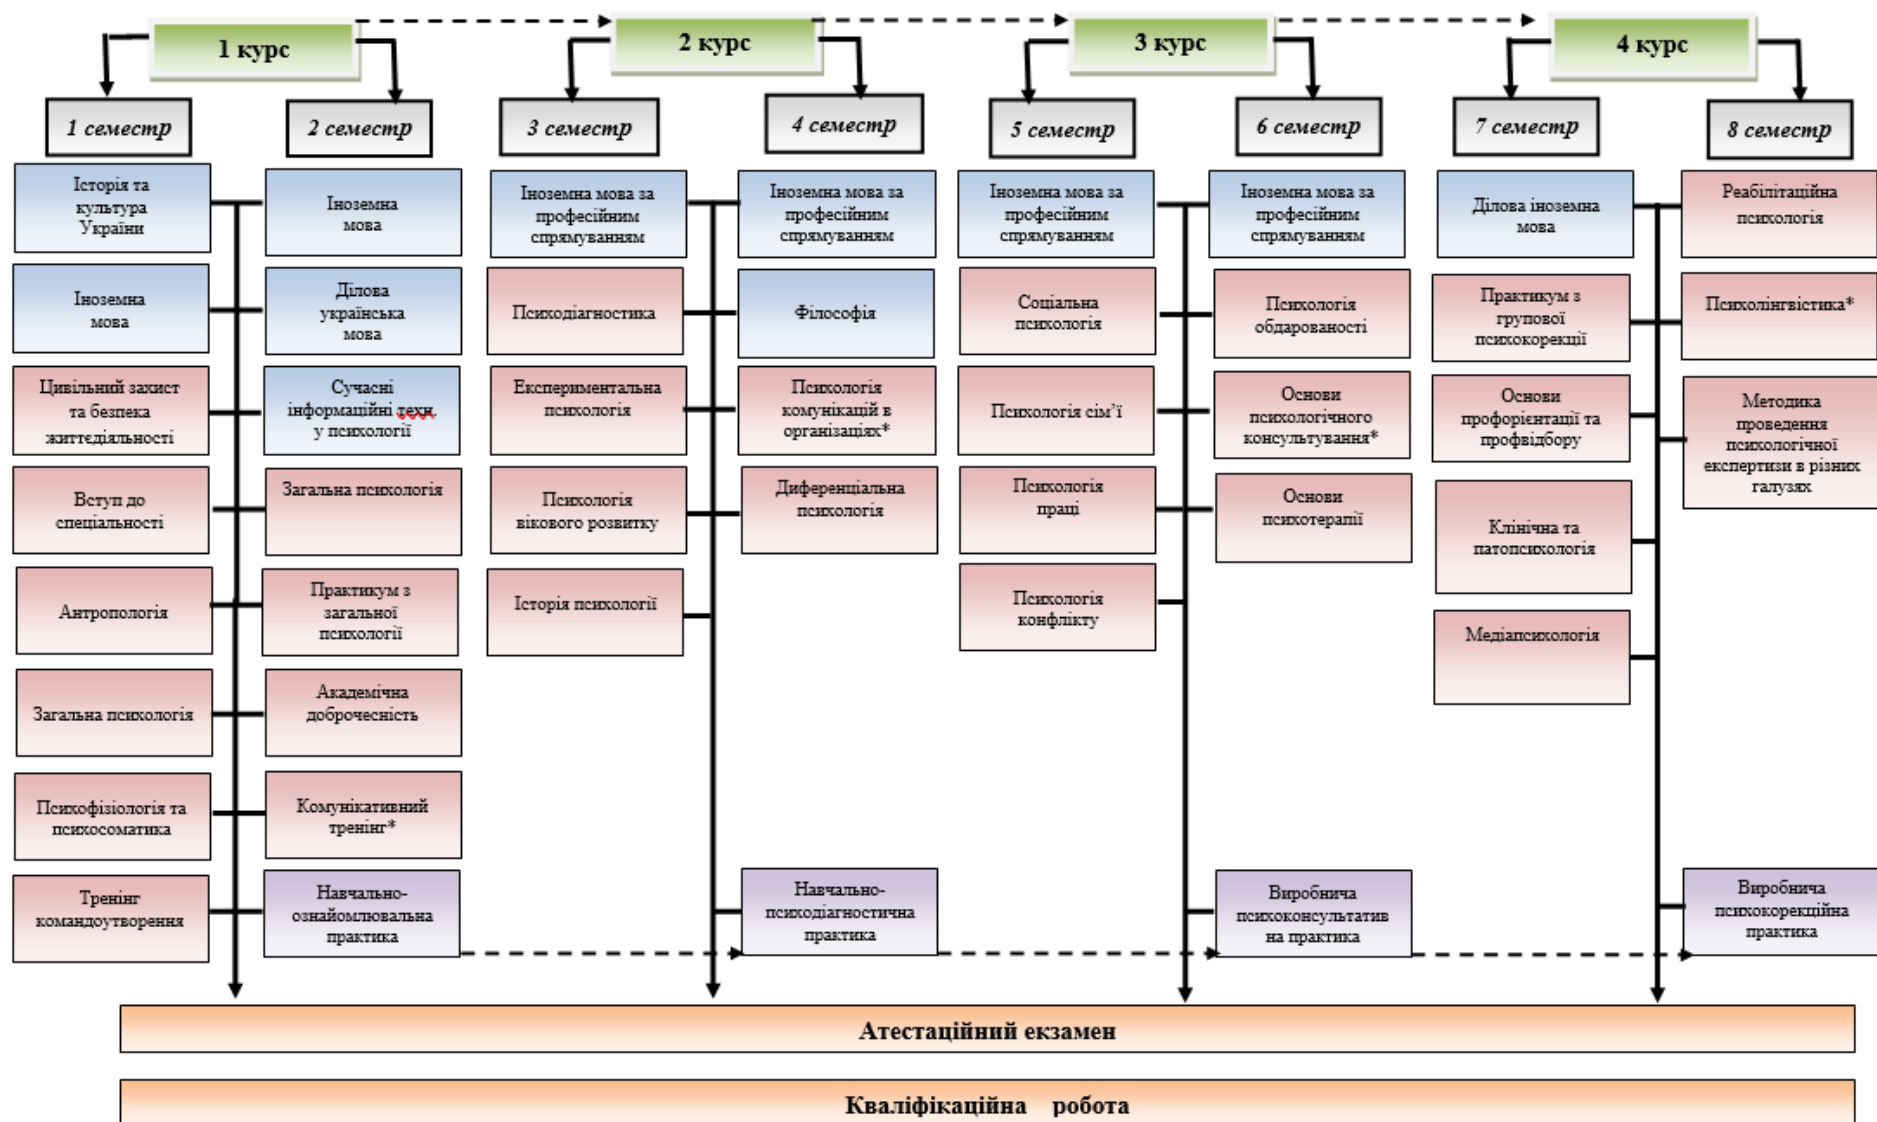 1 курс
2 курс
3 курс
4 курс
1 семестр
2 семестр
3 семестр
4 семестр
5 семестр
6 семестр
7 семестр
8 семестр
Історія та
культура
України
Іноземна
мова
Цивільний захист
та безпека
життєдіяльності
Вступ до
спеціальності
Антропологія
Загальна психологія
Психофізіологія та
психосоматика
Тренінг
командоутворення
Іноземна
мова
Ділова
українська
мова
Сучасні
інформаційні техн.
у психології
Загальна психологія
Практикум з
загальної
психології
Академічна
доброчесність
Комунікативний
тренінг*
Навчально-
ознайомлювальна
практика
Іноземна мова за
професійним
спрямуванням
Психодіагностика
Експериментальна
психологія
Психологія
вікового розвитку
Історія психології
Іноземна мова за
професійним
спрямуванням
Філософія
Психологія
комунікацій в
організаціях*
Диференціальна
психологія
Навчально-
психодіагностична
практика
Іноземна мова за
професійним
спрямуванням
Соціальна
психологія
Психологія сім’ї
Психологія
праці
Психологія
конфлікту
Іноземна мова за
професійним
спрямуванням
Психологія
обдарованості
Основи
психологічного
консультування*
Основи
психотерапії
Виробнича
психоконсультатив
на практика
Ділова іноземна
мова
Практикум з
групової
психокорекції
Основи
профорієнтації та
профвідбору
Клінічна та
патопсихологія
Медіапсихологія
Реабілітаційна
психологія
Психолінгвістика*
Методика
проведення
психологічної
експертизи в різних
галузях
Виробнича
психокорекційна
практика
Атестаційний екзамен
Кваліфікаційна робота